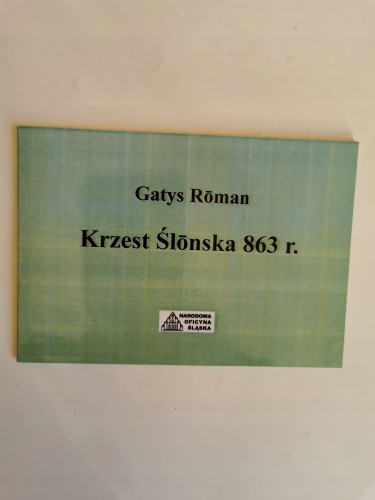 Gatys Rōman
Krzest Ślōnska 863 r.
NARODOWA
OFICYNA
ŚLĄSKA